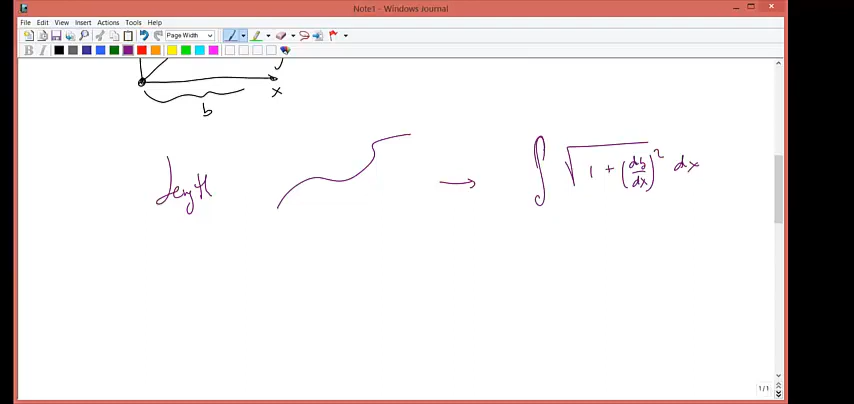 Note1 - Windows Journal
File Edit View Insert Actions Tools Help
Page Width
B I
x
b
length → ∫ √1 + (dy/dx)² dx
1/1